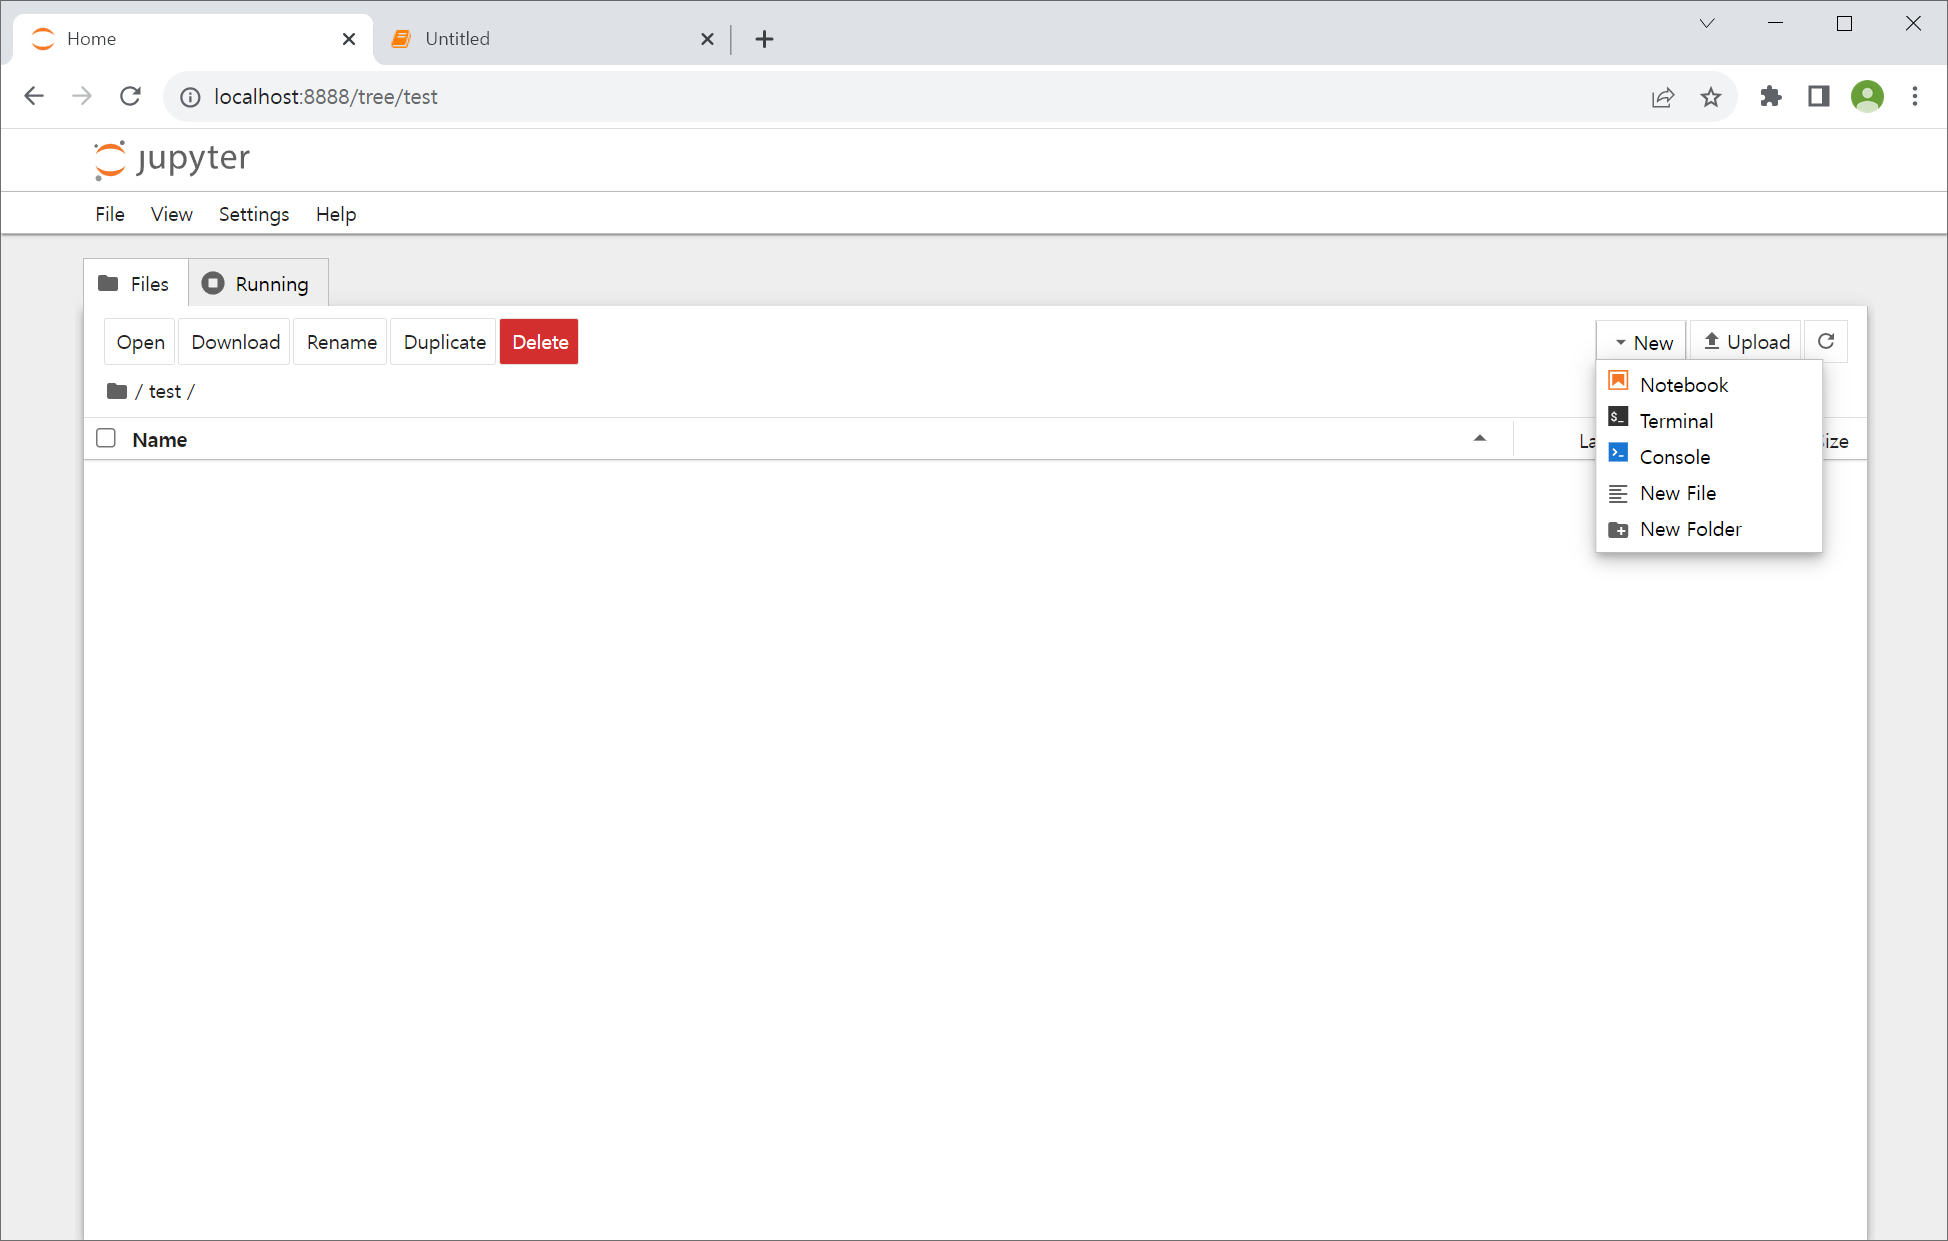 Home Untitled
localhost:8888/tree/test
jupyter
File View Settings Help
Files Running
Open Download Rename Duplicate Delete New Upload
/ test /
Name La ize
Notebook
$_ Terminal
>_ Console
New File
New Folder